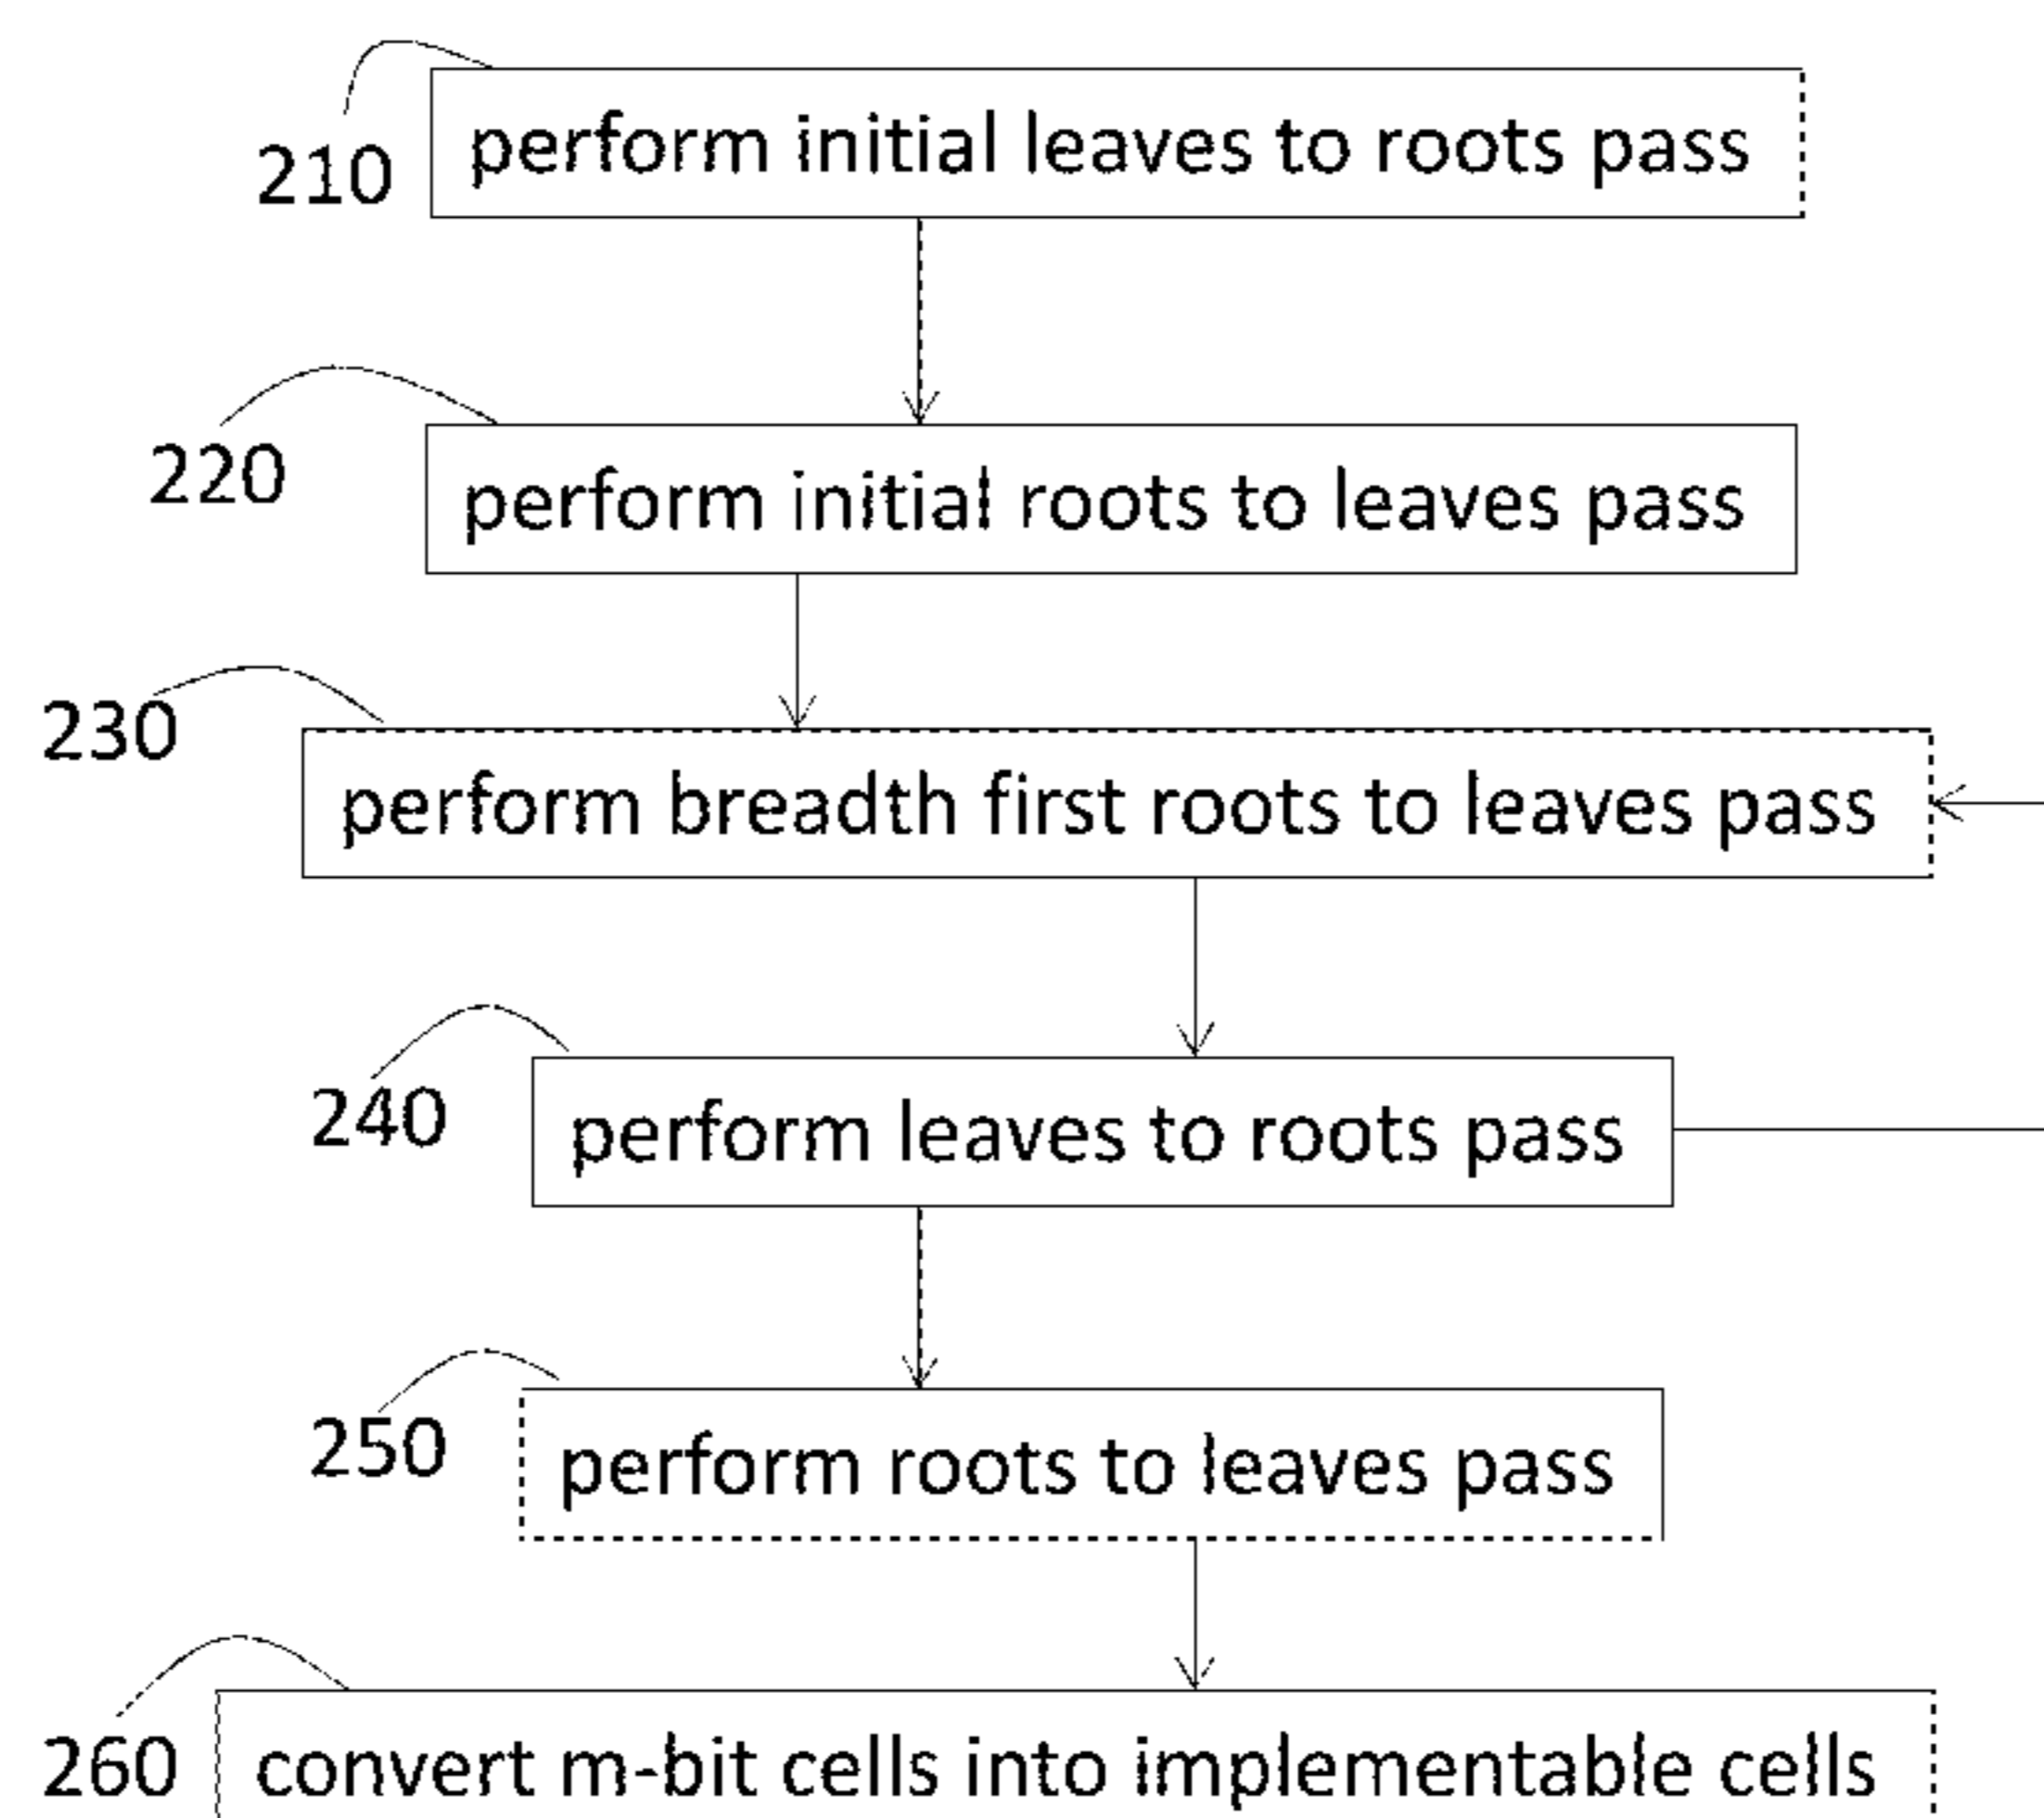 210
perform initial leaves to roots pass
220
perform initial roots to leaves pass
230
perform breadth first roots to leaves pass
240
perform leaves to roots pass
250
perform roots to leaves pass
260
convert m-bit cells into implementable cells